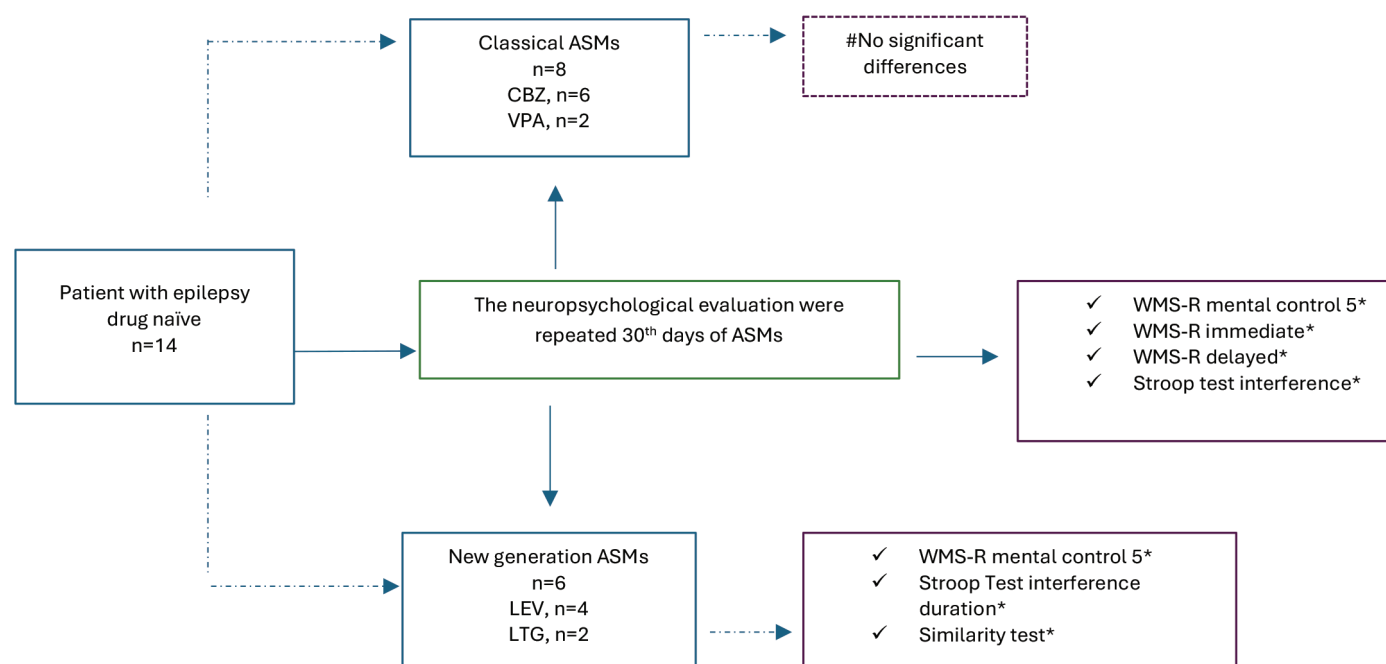 Classical ASMs
n=8
CBZ, n=6
VPA, n=2
#No significant
differences
Patient with epilepsy
drug naïve
n=14
The neuropsychological evaluation were
repeated 30th days of ASMs
✓ WMS-R mental control 5*
✓ WMS-R immediate*
✓ WMS-R delayed*
✓ Stroop test interference*
New generation ASMs
n=6
LEV, n=4
LTG, n=2
✓ WMS-R mental control 5*
✓ Stroop Test interference
duration*
✓ Similarity test*